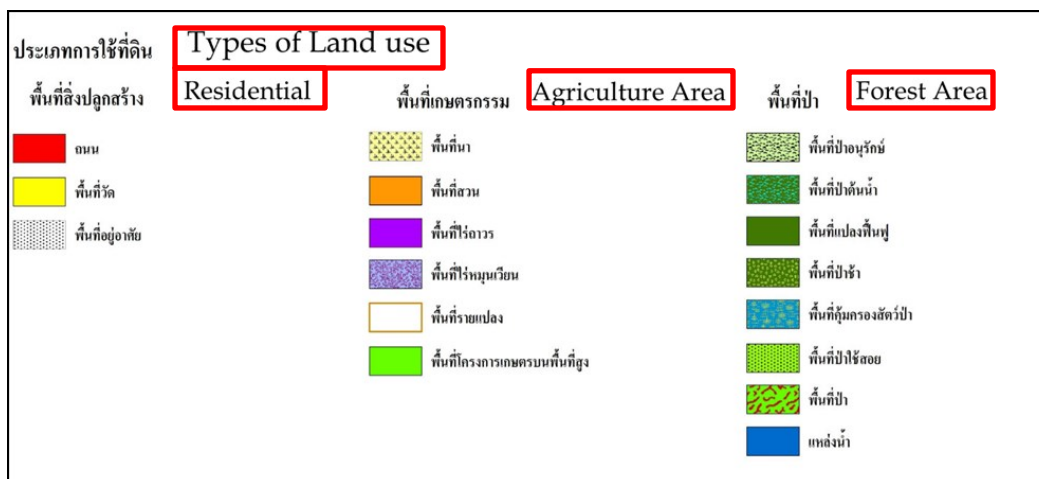 ประเภทการใช้ที่ดิน Types of Land use
พื้นที่สิ่งปลูกสร้าง Residential
ถนน
พื้นที่วัด
พื้นที่อยู่อาศัย
พื้นที่เกษตรกรรม Agriculture Area
พื้นที่นา
พื้นที่สวน
พื้นที่ไร่ถาวร
พื้นที่ไร่หมุนเวียน
พื้นที่รายแปลง
พื้นที่โครงการเกษตรบนพื้นที่สูง
พื้นที่ป่า Forest Area
พื้นที่ป่าอนุรักษ์
พื้นที่ป่าต้นน้ำ
พื้นที่แปลงฟื้นฟู
พื้นที่ป่าช้า
พื้นที่คุ้มครองสัตว์ป่า
พื้นที่ป่าใช้สอย
พื้นที่ป่า
แหล่งน้ำ